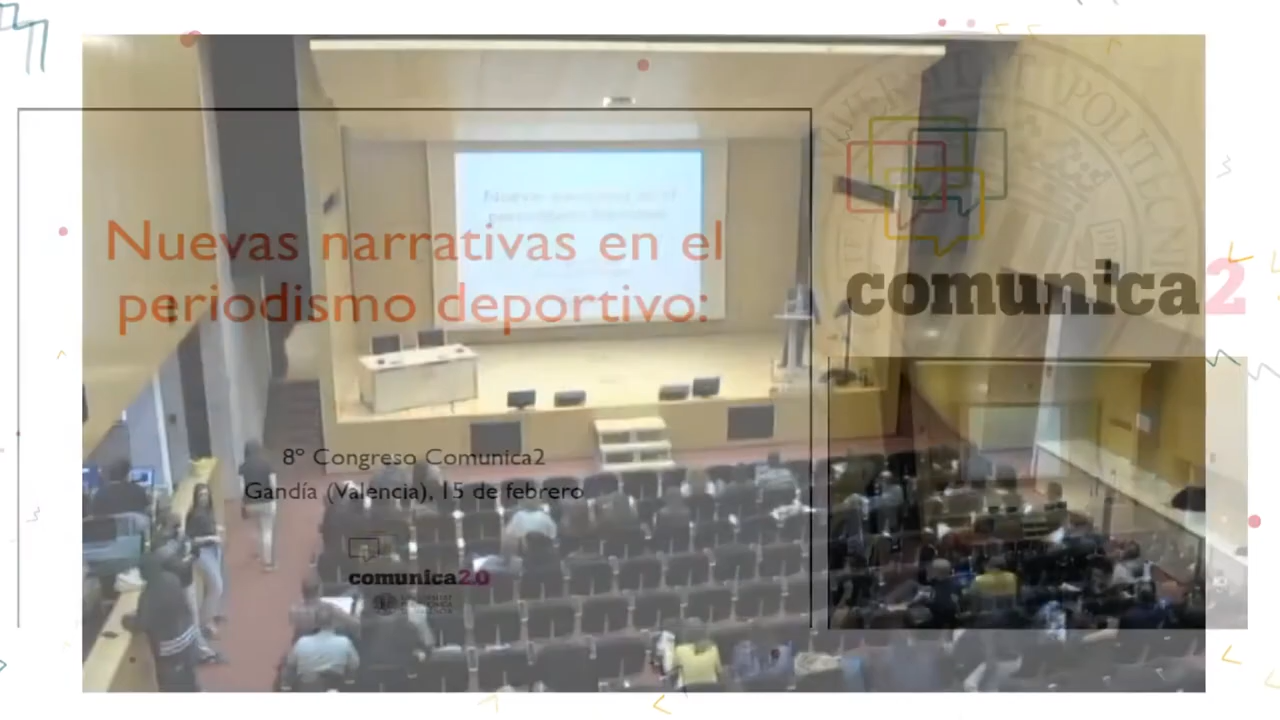 Nuevas narrativas en el
periodismo deportivo:
8º Congreso Comunica2
Gandía (Valencia), 15 de febrero
comunica2.0
comunica2